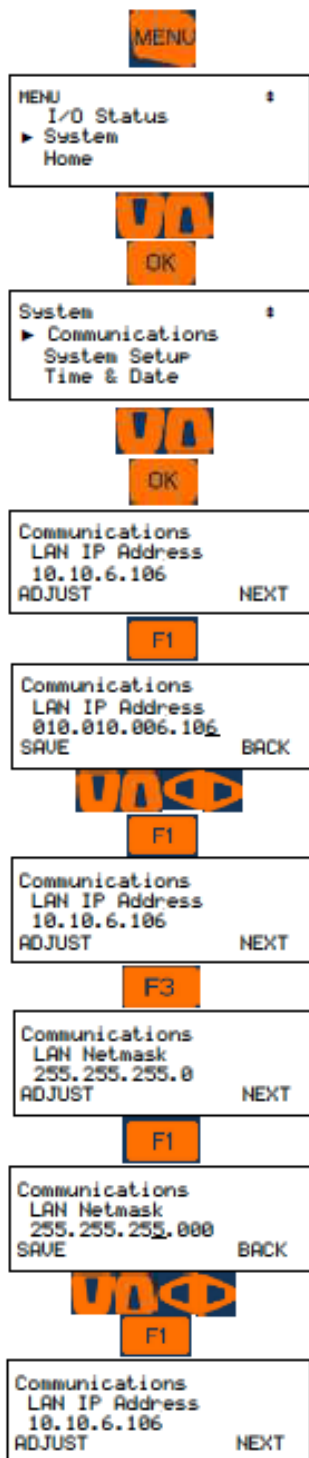 MENU
MENU
I/O Status
► System
Home
OK
System
► Communications
System Setup
Time & Date
OK
Communications
LAN IP Address
10.10.6.106
ADJUST NEXT
F1
Communications
LAN IP Address
010.010.006.106
SAVE BACK
F1
Communications
LAN IP Address
10.10.6.106
ADJUST NEXT
F3
Communications
LAN Netmask
255.255.255.0
ADJUST NEXT
F1
Communications
LAN Netmask
255.255.255.000
SAVE BACK
F1
Communications
LAN IP Address
10.10.6.106
ADJUST NEXT